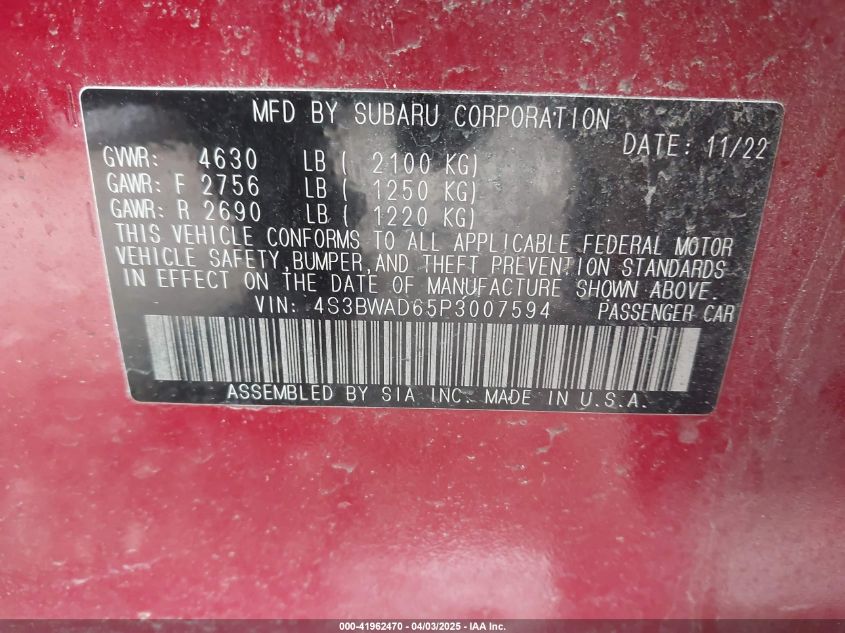 MFD BY SUBARU CORPORATION
DATE: 11/22
GVWR: 4630 LB ( 2100 KG)
GAWR: F 2756 LB ( 1250 KG)
GAWR: R 2690 LB ( 1220 KG)
THIS VEHICLE CONFORMS TO ALL APPLICABLE FEDERAL MOTOR
VEHICLE SAFETY,BUMPER,AND THEFT PREVENTION STANDARDS
IN EFFECT ON THE DATE OF MANUFACTURE SHOWN ABOVE.
VIN: 4S3BWAD65P3007594 PASSENGER CAR
ASSEMBLED BY SIA INC. MADE IN U.S.A.
000-41962470 - 04/03/2025 - IAA Inc.